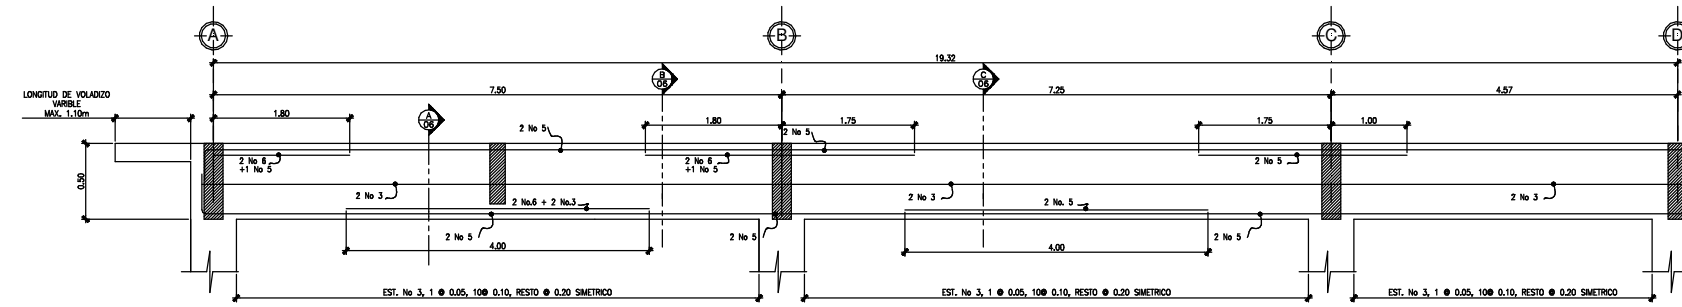 A
B
C
D
19.32
B
06
C
06
7.50
7.25
4.57
LONGITUD DE VOLADIZO
VARIBLE
MAX. 1.10m
1.80
A
06
1.80
1.75
1.75
1.00
2 No 5
2 No 5
2 No 6
+1 No 5
2 No 6
+1 No 5
2 No 5
0.50
2 No 3
2 No.6 + 2 No.3
2 No 3
2 No. 5
2 No 3
2 No 5
2 No 5
2 No 5
4.00
4.00
EST. No 3, 1 @ 0.05, 10@ 0.10, RESTO @ 0.20 SIMETRICO
EST. No 3, 1 @ 0.05, 10@ 0.10, RESTO @ 0.20 SIMETRICO
EST. No 3, 1 @ 0.05, 10@ 0.10, RESTO @ 0.20 SIMETRICO